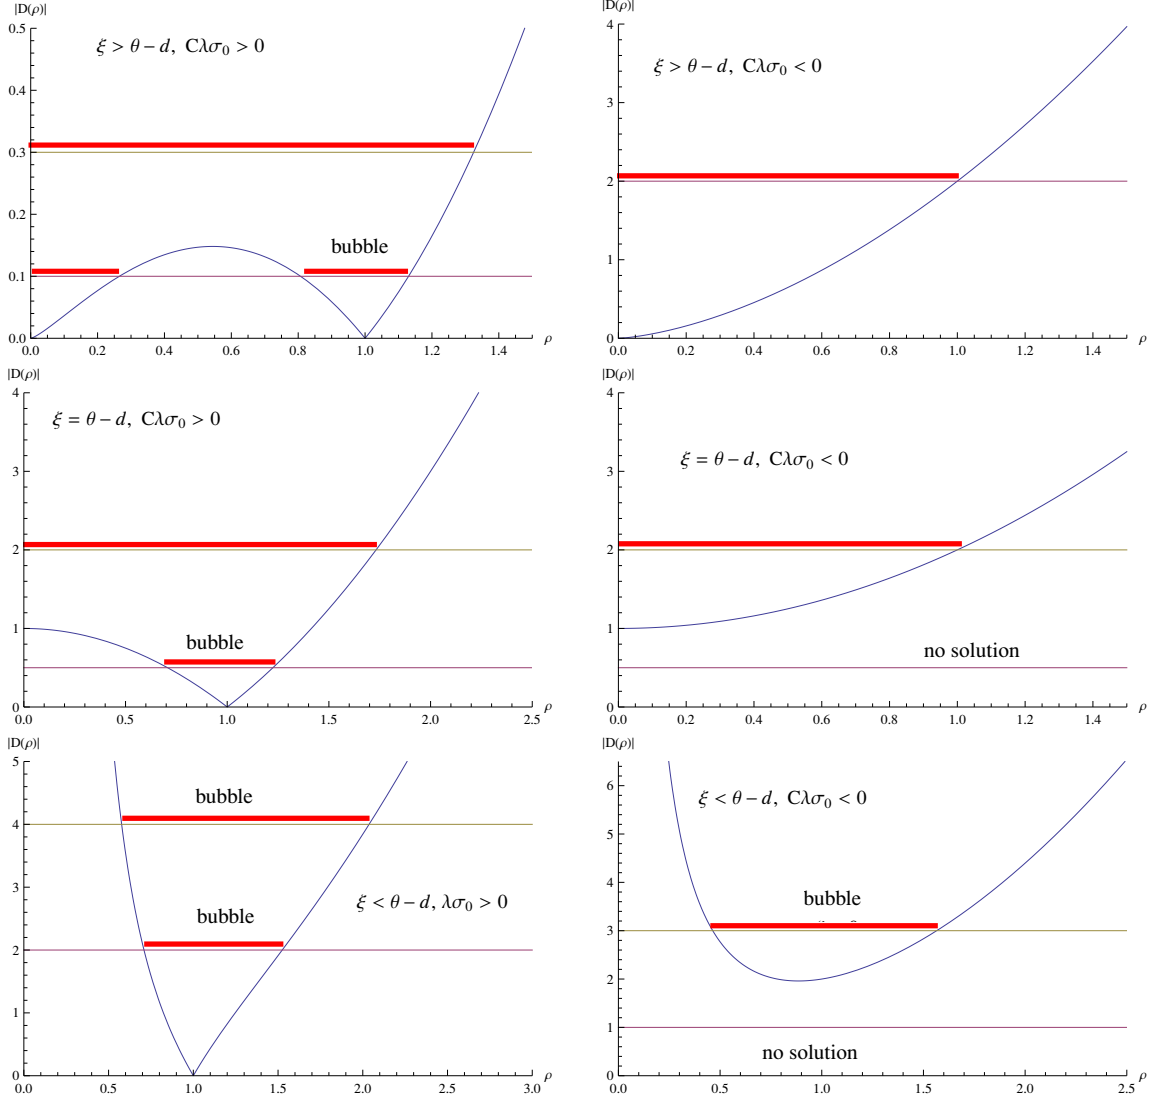 |D(ρ)|
0.5
ξ > θ − d, Cλσ₀ > 0
0.4
0.3
0.2
bubble
0.1
0.0
0.0 0.2 0.4 0.6 0.8 1.0 1.2 1.4 ρ
|D(ρ)|
4
ξ > θ − d, Cλσ₀ < 0
3
2
1
0
0.0 0.2 0.4 0.6 0.8 1.0 1.2 1.4 ρ
|D(ρ)|
4
ξ = θ − d, Cλσ₀ > 0
3
2
1
bubble
0
0.0 0.5 1.0 1.5 2.0 2.5 ρ
|D(ρ)|
4
ξ = θ − d, Cλσ₀ < 0
3
2
1
no solution
0
0.0 0.2 0.4 0.6 0.8 1.0 1.2 1.4 ρ
|D(ρ)|
5
bubble
4
3
ξ < θ − d, λσ₀ > 0
bubble
2
1
0
0.0 0.5 1.0 1.5 2.0 2.5 3.0 ρ
|D(ρ)|
6
ξ < θ − d, Cλσ₀ < 0
5
4
bubble
3
2
1
no solution
0
0.0 0.5 1.0 1.5 2.0 2.5 ρ